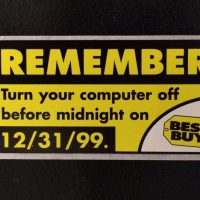 REMEMBER
Turn your computer off
before midnight on
12/31/99.
BEST
BUY